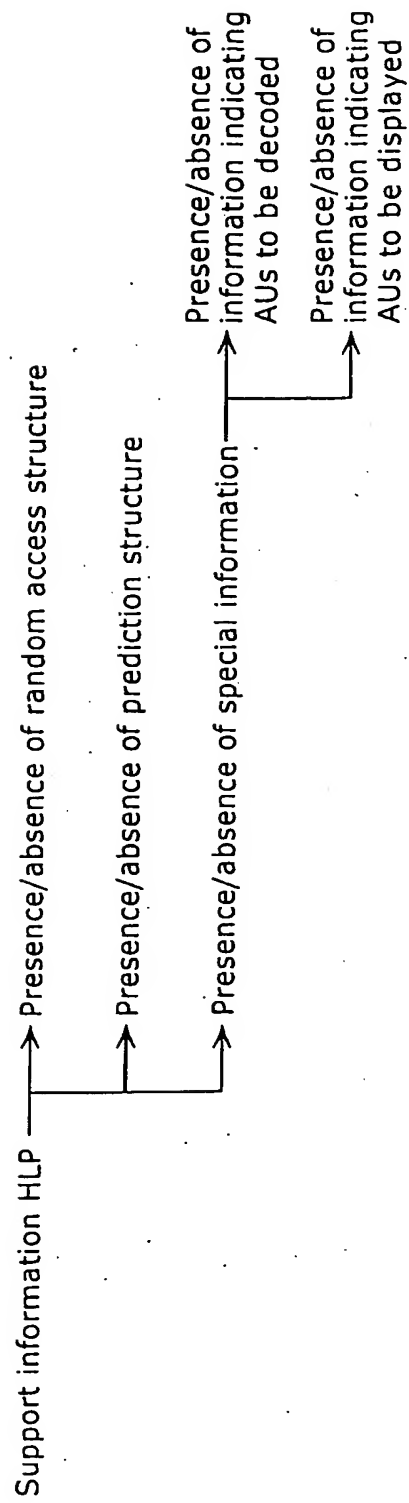 Support information HLP
Presence/absence of random access structure
Presence/absence of prediction structure
Presence/absence of special information
Presence/absence of
information indicating
AUs to be decoded
Presence/absence of
information indicating
AUs to be displayed